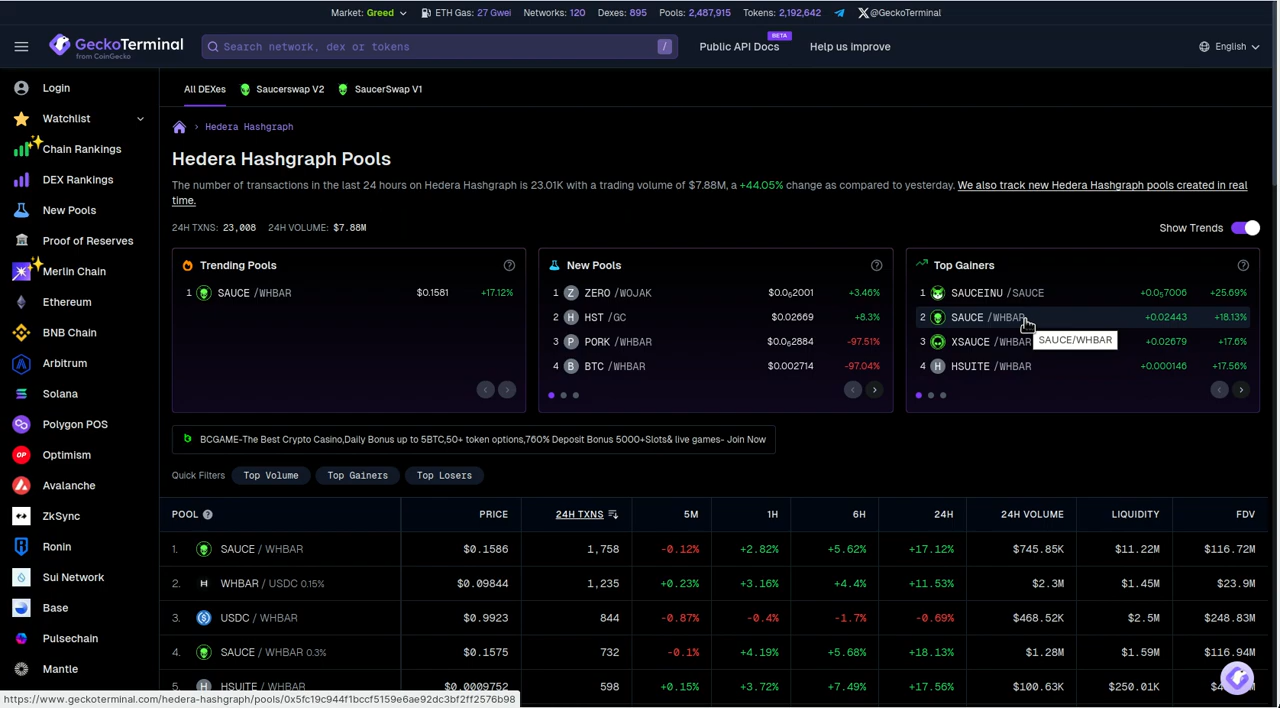 Market: Greed ETH Gas: 27 Gwei Networks: 120 Dexes: 895 Pools: 2,487,915 Tokens: 2,192,642 @GeckoTerminal
GeckoTerminal
from CoinGecko
Search network, dex or tokens /
Public API Docs BETA
Help us improve
English
Login
Watchlist
Chain Rankings
DEX Rankings
New Pools
Proof of Reserves
Merlin Chain
Ethereum
BNB Chain
Arbitrum
Solana
Polygon POS
Optimism
Avalanche
ZkSync
Ronin
Sui Network
Base
Pulsechain
Mantle
All DEXes Saucerswap V2 SaucerSwap V1
Hedera Hashgraph
Hedera Hashgraph Pools
The number of transactions in the last 24 hours on Hedera Hashgraph is 23.01K with a trading volume of $7.88M, a +44.05% change as compared to yesterday. We also track new Hedera Hashgraph pools created in real
time.
24H TXNS: 23,008 24H VOLUME: $7.88M
Show Trends
Trending Pools
1 SAUCE /WHBAR $0.1581 +17.12%
New Pools
1 Z ZERO /WOJAK $0.0₆2001 +3.46%
2 H HST /GC $0.02669 +8.3%
3 P PORK /WHBAR $0.0₆2884 -97.51%
4 B BTC /WHBAR $0.002714 -97.04%
Top Gainers
1 SAUCEINU /SAUCE +0.0₅7006 +25.69%
2 SAUCE /WHBAR +0.02443 +18.13%
3 XSAUCE /WHBAR +0.02679 +17.6%
4 H HSUITE /WHBAR +0.000146 +17.56%
SAUCE/WHBAR
BCGAME-The Best Crypto Casino,Daily Bonus up to 5BTC,50+ token options,760% Deposit Bonus 5000+Slots& live games- Join Now
Quick Filters Top Volume Top Gainers Top Losers
POOL PRICE 24H TXNS 5M 1H 6H 24H 24H VOLUME LIQUIDITY FDV
1. SAUCE / WHBAR $0.1586 1,758 -0.12% +2.82% +5.62% +17.12% $745.85K $11.22M $116.72M
2. H WHBAR / USDC 0.15% $0.09844 1,235 +0.23% +3.16% +4.4% +11.53% $2.3M $1.45M $23.9M
3. USDC / WHBAR $0.9923 844 -0.87% -0.4% -1.7% -0.69% $468.52K $2.5M $248.83M
4. SAUCE / WHBAR 0.3% $0.1575 732 -0.1% +4.19% +5.68% +18.13% $1.28M $1.59M $116.94M
5. H HSUITE / WHBAR $0.0009752 598 +0.15% +3.72% +7.49% +17.56% $100.63K $250.01K
https://www.geckoterminal.com/hedera-hashgraph/pools/0x5fc19c944f1bccf5159e6ae92dc3bf2ff2576b98